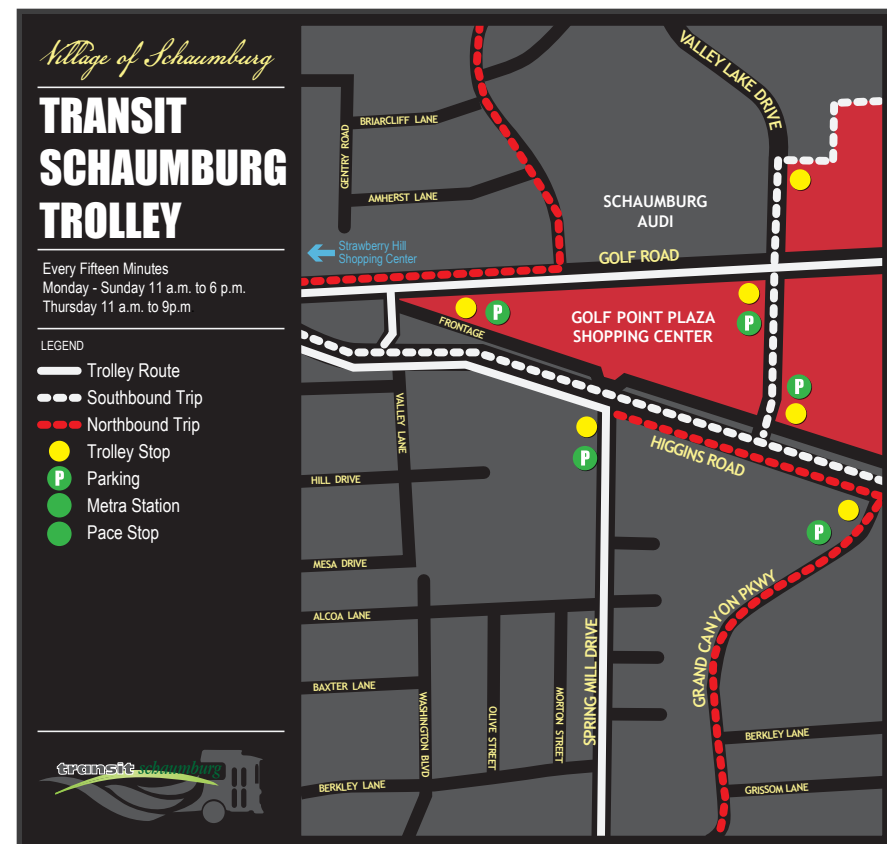 Village of Schaumburg
TRANSIT
SCHAUMBURG
TROLLEY
Every Fifteen Minutes
Monday - Sunday 11 a.m. to 6 p.m.
Thursday 11 a.m. to 9p.m
LEGEND
Trolley Route
Southbound Trip
Northbound Trip
Trolley Stop
P Parking
Metra Station
Pace Stop
transit schaumburg
VALLEY LAKE DRIVE
BRIARCLIFF LANE
GENTRY ROAD
AMHERST LANE
SCHAUMBURG
AUDI
Strawberry Hill
Shopping Center
GOLF ROAD
P
FRONTAGE
GOLF POINT PLAZA
SHOPPING CENTER
P
P
VALLEY LANE
P
HIGGINS ROAD
HILL DRIVE
P
MESA DRIVE
ALCOA LANE
GRAND CANYON PKWY
SPRING MILL DRIVE
BAXTER LANE
WASHINGTON BLVD
OLIVE STREET
MORTON STREET
BERKLEY LANE
BERKLEY LANE
GRISSOM LANE